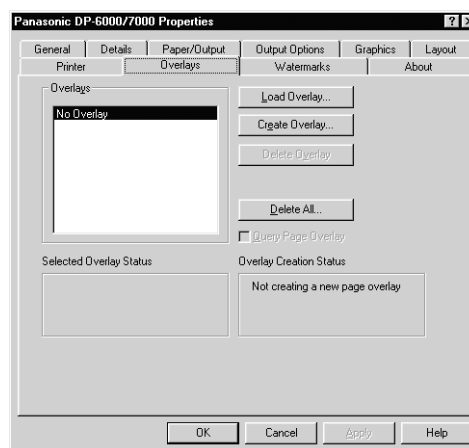 Panasonic DP-6000/7000 Properties
General Details Paper/Output Output Options Graphics Layout
Printer Overlays Watermarks About
Overlays
No Overlay
Load Overlay...
Create Overlay...
Delete Overlay
Delete All...
Query Page Overlay
Selected Overlay Status
Overlay Creation Status
Not creating a new page overlay
OK Cancel Apply Help